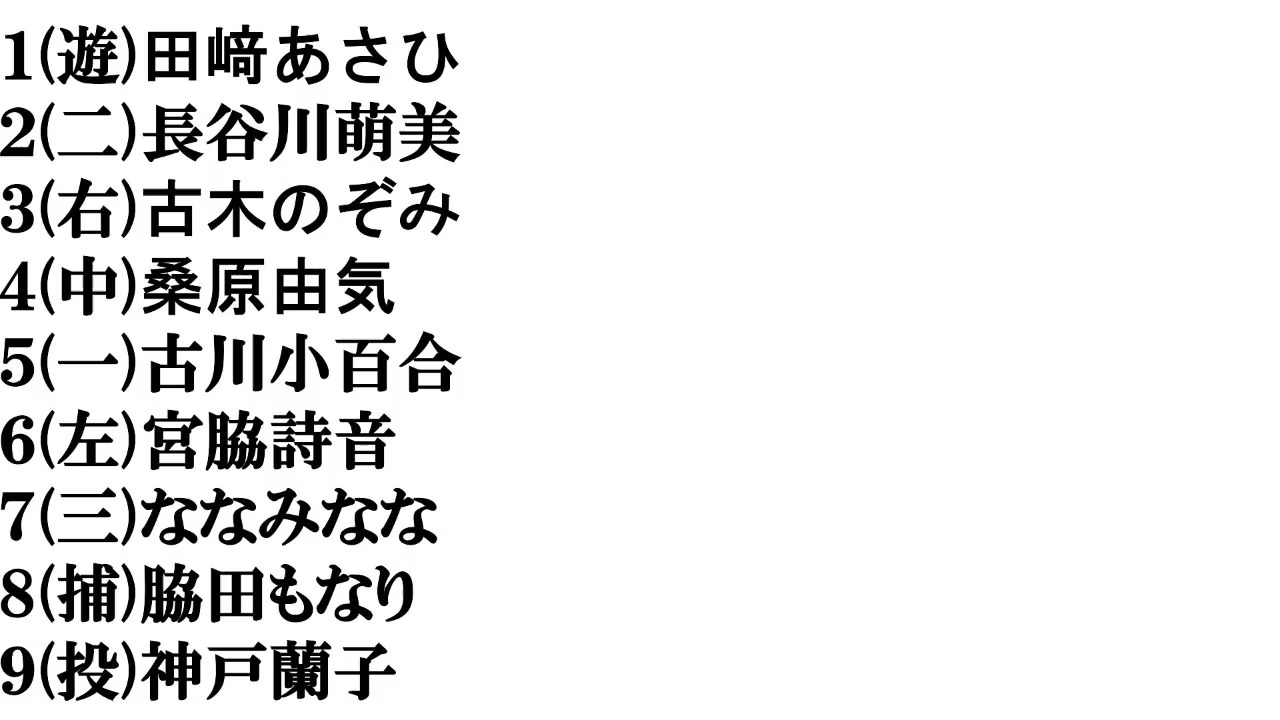 1(遊)田﨑あさひ
2(二)長谷川萌美
3(右)古木のぞみ
4(中)桑原由気
5(一)古川小百合
6(左)宮脇詩音
7(三)ななみなな
8(捕)脇田もなり
9(投)神戸蘭子